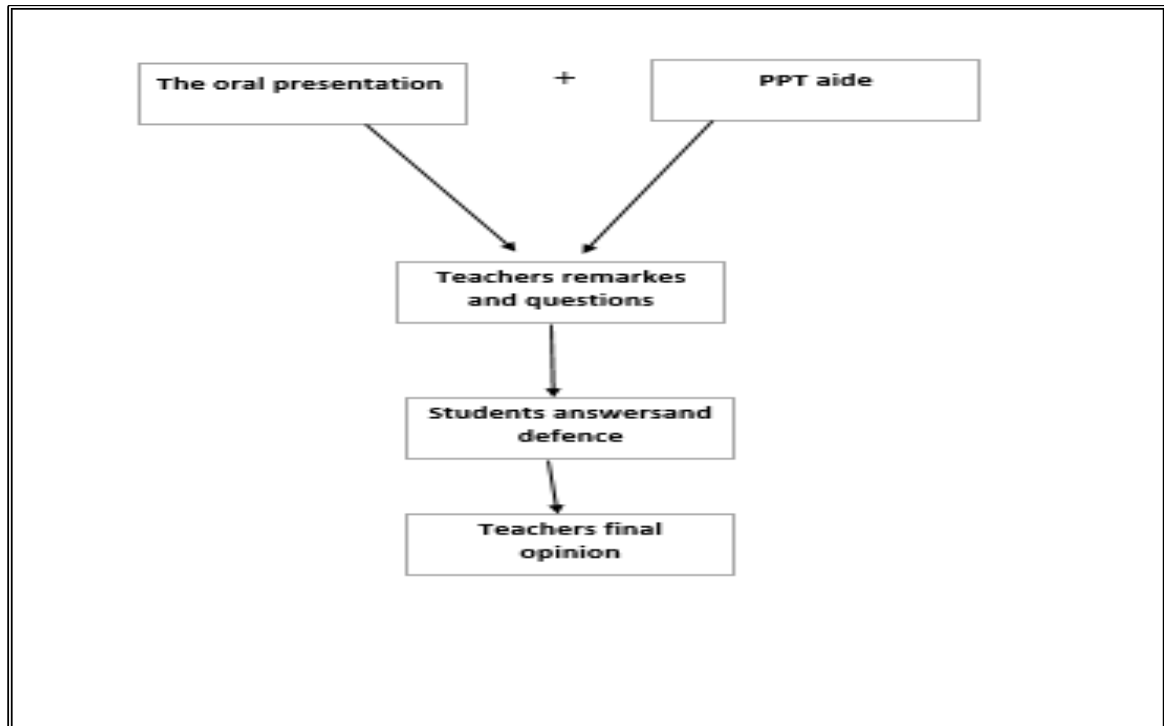 The oral presentation
+
PPT aide
Teachers remarkes
and questions
Students answersand
defence
Teachers final
opinion